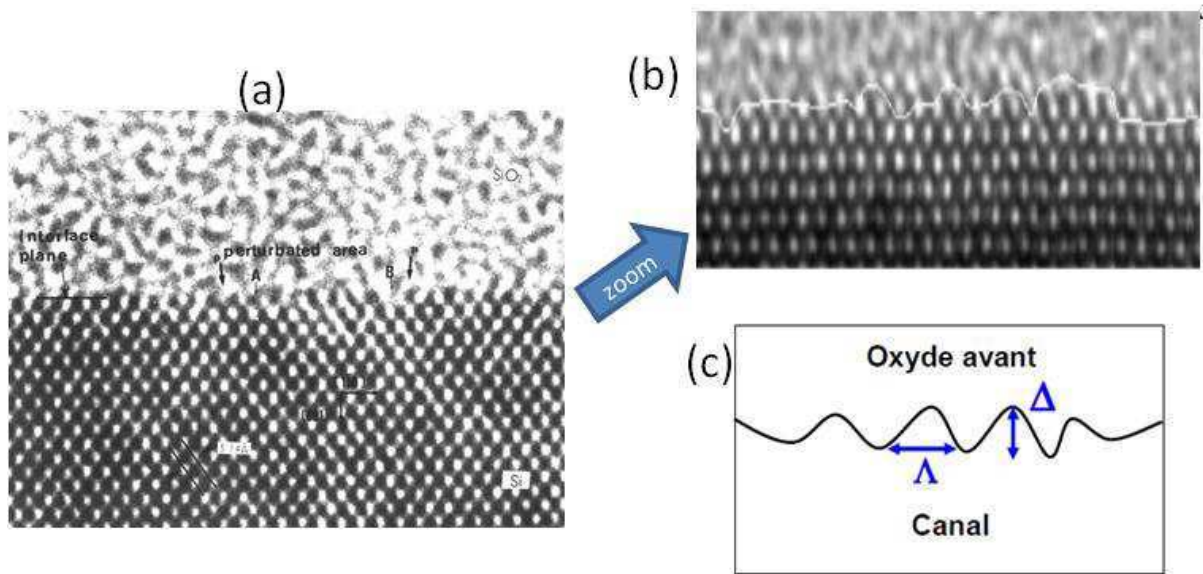 (a)
SiO₂
Interface
plane
perturbated area
A
B
Si
zoom
(b)
(c)
Oxyde avant
Δ
Λ
Canal